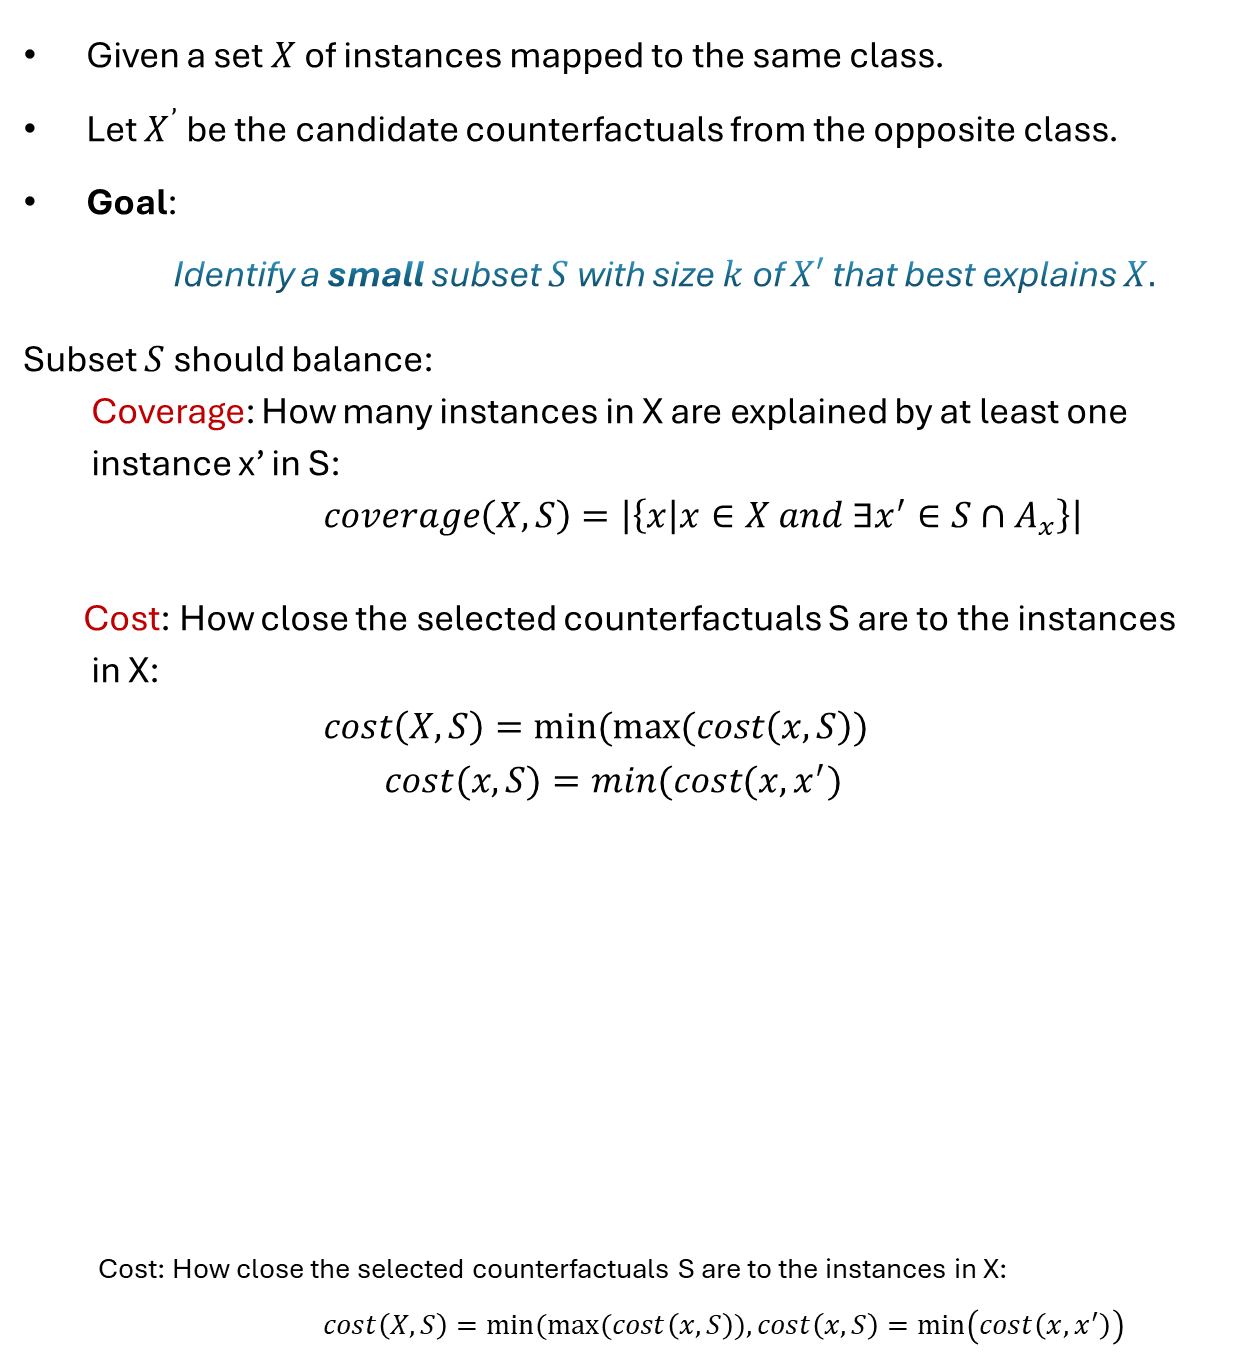 • Given a set 𝑋 of instances mapped to the same class.
• Let 𝑋’ be the candidate counterfactuals from the opposite class.
• Goal:
Identify a small subset 𝑆 with size 𝑘 of 𝑋′ that best explains 𝑋.
Subset 𝑆 should balance:
Coverage: How many instances in X are explained by at least one
instance x’ in S:
𝑐𝑜𝑣𝑒𝑟𝑎𝑔𝑒(𝑋, 𝑆) = |{𝑥|𝑥 ∈ 𝑋 𝑎𝑛𝑑 ∃𝑥′ ∈ 𝑆 ∩ 𝐴ₓ}|
Cost: How close the selected counterfactuals S are to the instances
in X:
𝑐𝑜𝑠𝑡(𝑋, 𝑆) = min(max(𝑐𝑜𝑠𝑡(𝑥, 𝑆))
𝑐𝑜𝑠𝑡(𝑥, 𝑆) = 𝑚𝑖𝑛(𝑐𝑜𝑠𝑡(𝑥, 𝑥′)
Cost: How close the selected counterfactuals S are to the instances in X:
𝑐𝑜𝑠𝑡(𝑋, 𝑆) = min(max(𝑐𝑜𝑠𝑡(𝑥, 𝑆)), 𝑐𝑜𝑠𝑡(𝑥, 𝑆) = min(𝑐𝑜𝑠𝑡(𝑥, 𝑥′))